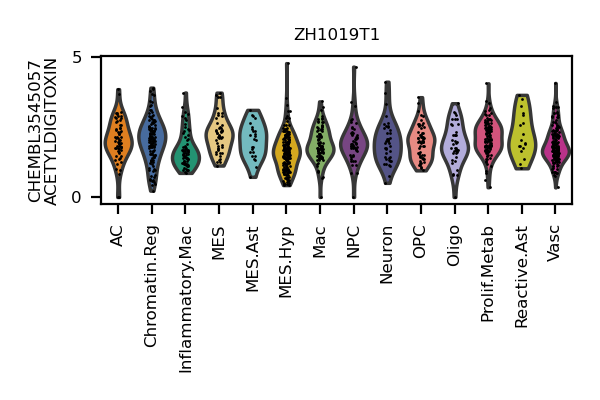 ZH1019T1
CHEMBL3545057
ACETYLDIGITOXIN
5
0
AC
Chromatin.Reg
Inflammatory.Mac
MES
MES.Ast
MES.Hyp
Mac
NPC
Neuron
OPC
Oligo
Prolif.Metab
Reactive.Ast
Vasc